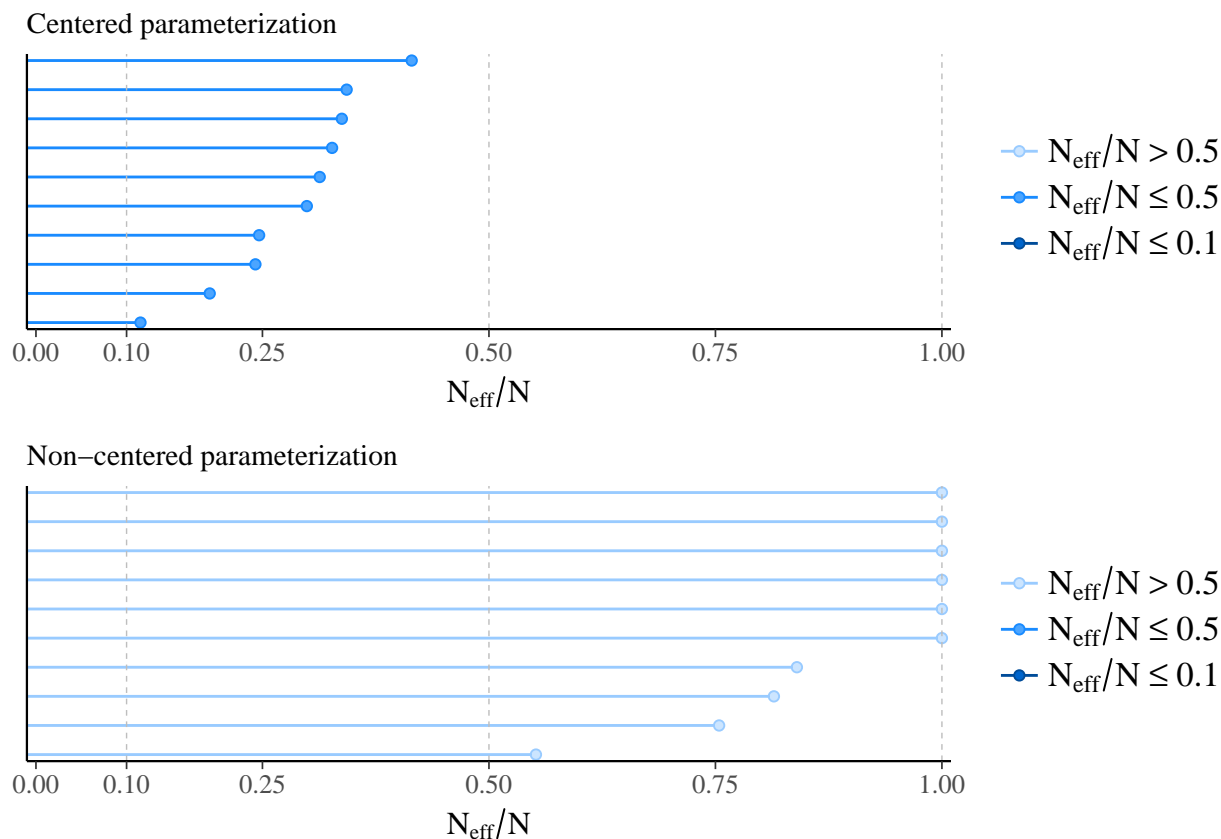 Centered parameterization
N_eff/N > 0.5
N_eff/N ≤ 0.5
N_eff/N ≤ 0.1
0.00 0.10 0.25 0.50 0.75 1.00
N_eff/N
Non−centered parameterization
N_eff/N > 0.5
N_eff/N ≤ 0.5
N_eff/N ≤ 0.1
0.00 0.10 0.25 0.50 0.75 1.00
N_eff/N